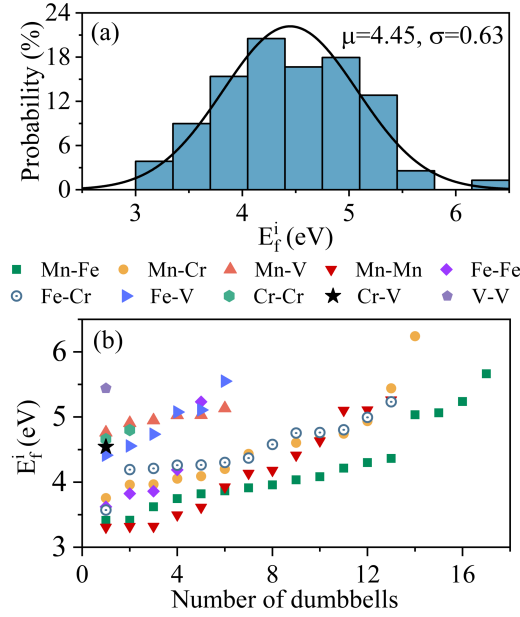 (a)
μ=4.45, σ=0.63
Probability (%)
24
18
12
6
0
3 4 5 6
E_f^i (eV)
Mn-Fe Mn-Cr Mn-V Mn-Mn Fe-Fe
Fe-Cr Fe-V Cr-Cr Cr-V V-V
(b)
E_f^i (eV)
6
5
4
3
0 4 8 12 16
Number of dumbbells